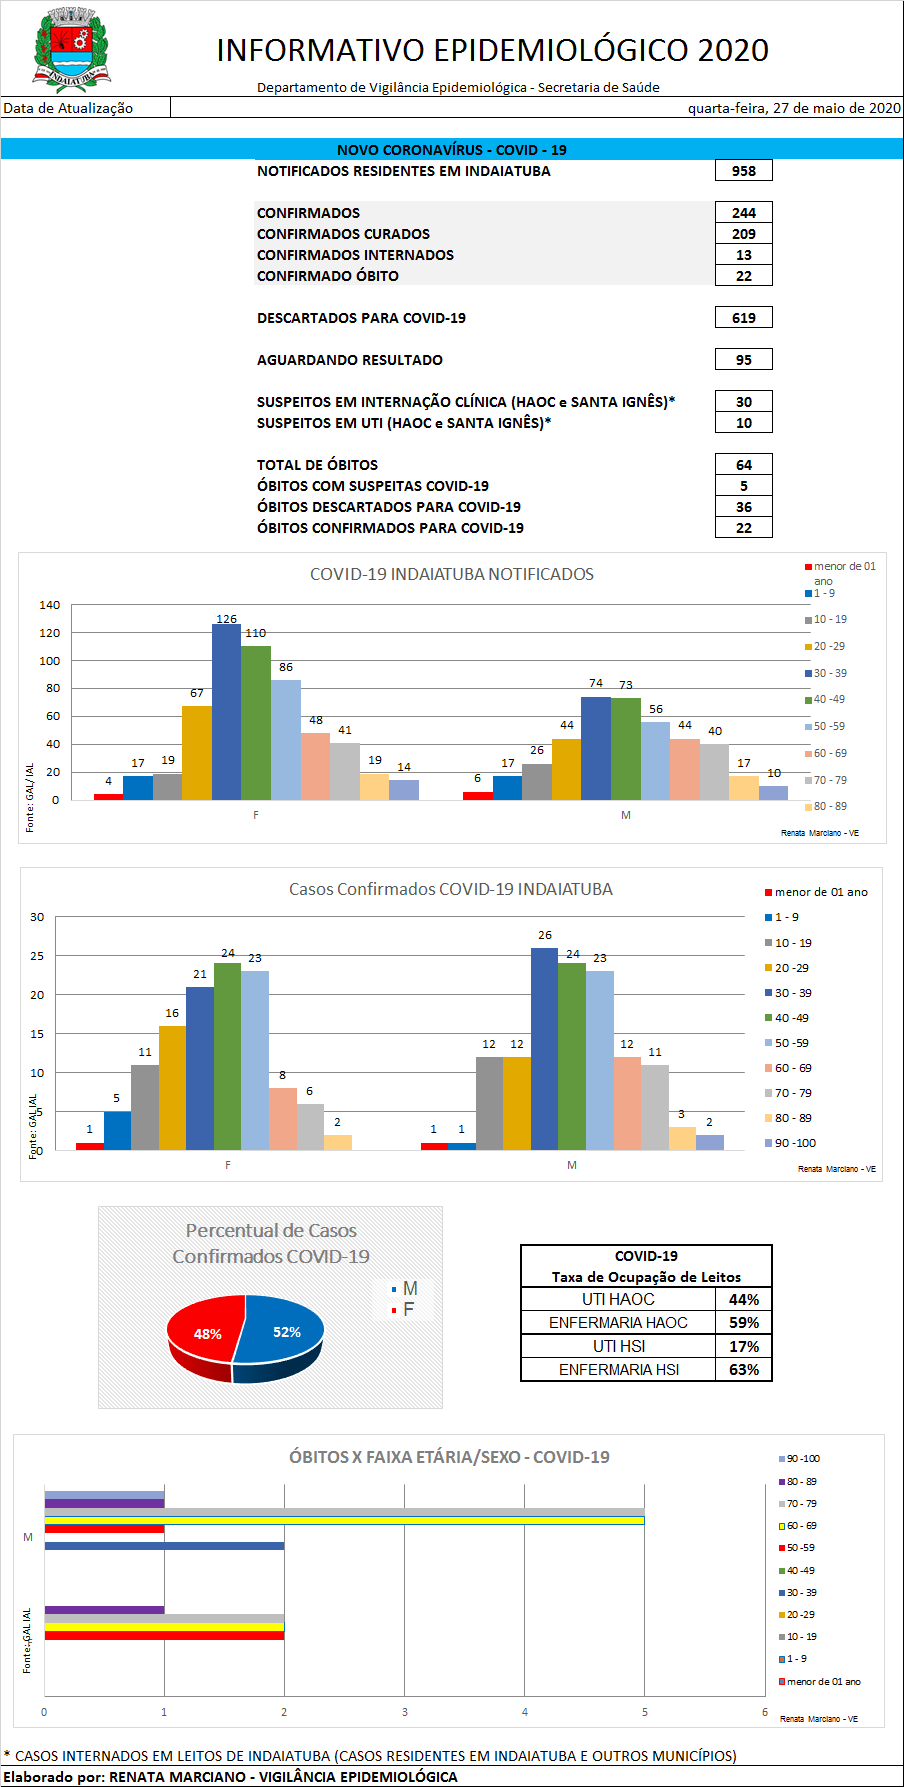 INDAIATUBA
INFORMATIVO EPIDEMIOLÓGICO 2020
Departamento de Vigilância Epidemiológica - Secretaria de Saúde
Data de Atualização quarta-feira, 27 de maio de 2020
NOVO CORONAVÍRUS - COVID - 19
NOTIFICADOS RESIDENTES EM INDAIATUBA 958
CONFIRMADOS 244
CONFIRMADOS CURADOS 209
CONFIRMADOS INTERNADOS 13
CONFIRMADO ÓBITO 22
DESCARTADOS PARA COVID-19 619
AGUARDANDO RESULTADO 95
SUSPEITOS EM INTERNAÇÃO CLÍNICA (HAOC e SANTA IGNÊS)* 30
SUSPEITOS EM UTI (HAOC e SANTA IGNÊS)* 10
TOTAL DE ÓBITOS 64
ÓBITOS COM SUSPEITAS COVID-19 5
ÓBITOS DESCARTADOS PARA COVID-19 36
ÓBITOS CONFIRMADOS PARA COVID-19 22
COVID-19 INDAIATUBA NOTIFICADOS
140
120
100
80
60
40
20
0
Fonte: GAL/ IAL
4 17 19 67 126 110 86 48 41 19 14
6 17 26 44 74 73 56 44 40 17 10
F M
menor de 01
ano
1 - 9
10 - 19
20 -29
30 - 39
40 -49
50 -59
60 - 69
70 - 79
80 - 89
Renata Marciano - VE
Casos Confirmados COVID-19 INDAIATUBA
30
25
20
15
10
5
0
Fonte: GAL IAL
1 5 11 16 21 24 23 8 6 2
1 1 12 12 26 24 23 12 11 3 2
F M
menor de 01 ano
1 - 9
10 - 19
20 -29
30 - 39
40 -49
50 -59
60 - 69
70 - 79
80 - 89
90 -100
Renata Marciano - VE
Percentual de Casos
Confirmados COVID-19
M
F
48% 52%
COVID-19
Taxa de Ocupação de Leitos
UTI HAOC 44%
ENFERMARIA HAOC 59%
UTI HSI 17%
ENFERMARIA HSI 63%
ÓBITOS X FAIXA ETÁRIA/SEXO - COVID-19
M
Fonte: GAL IAL
0 1 2 3 4 5 6
90 -100
80 - 89
70 - 79
60 - 69
50 -59
40 -49
30 - 39
20 -29
10 - 19
1 - 9
menor de 01 ano
Renata Marciano - VE
* CASOS INTERNADOS EM LEITOS DE INDAIATUBA (CASOS RESIDENTES EM INDAIATUBA E OUTROS MUNICÍPIOS)
Elaborado por: RENATA MARCIANO - VIGILÂNCIA EPIDEMIOLÓGICA